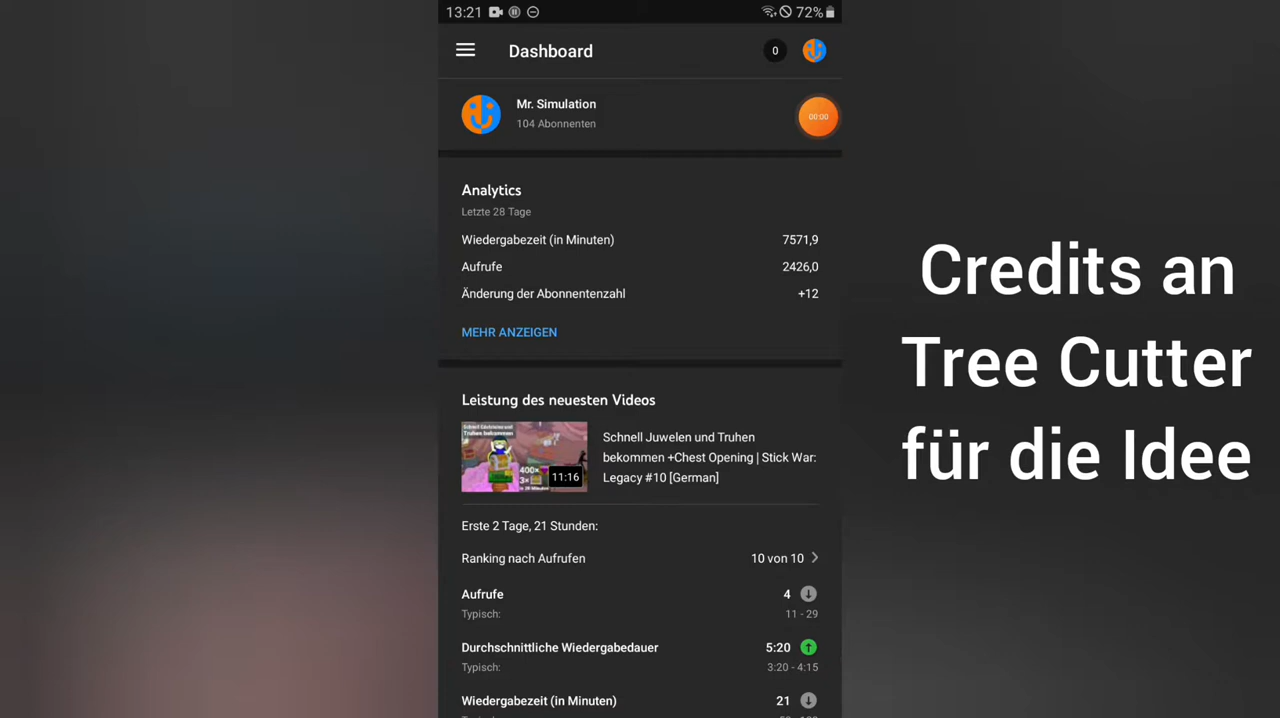 13:21
72%
Dashboard
0
Mr. Simulation
104 Abonnenten
00:00
Analytics
Letzte 28 Tage
Wiedergabezeit (in Minuten) 7571,9
Aufrufe 2426,0
Änderung der Abonnentenzahl +12
MEHR ANZEIGEN
Leistung des neuesten Videos
Schnell Juwelen und Truhen
bekommen +Chest Opening | Stick War:
Legacy #10 [German]
Truhen bekommen
400×
3×
11:16
Erste 2 Tage, 21 Stunden:
Ranking nach Aufrufen 10 von 10
Aufrufe 4
Typisch: 11 - 29
Durchschnittliche Wiedergabedauer 5:20
Typisch: 3:20 - 4:15
Wiedergabezeit (in Minuten) 21
Credits an
Tree Cutter
für die Idee